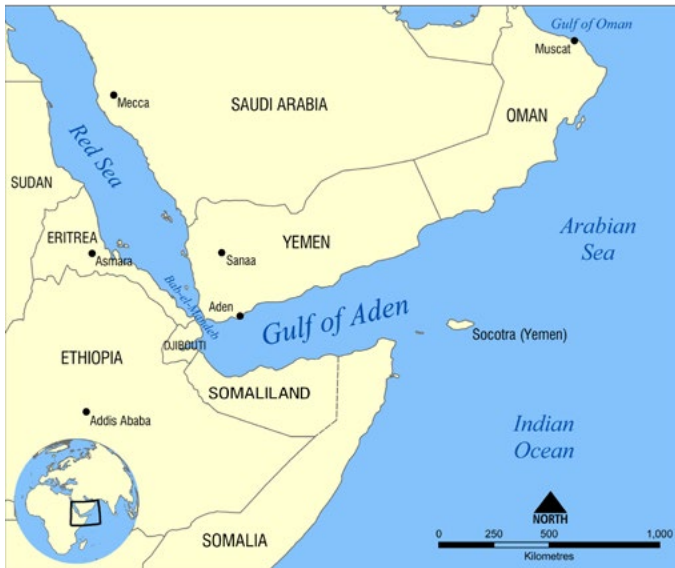 Gulf of Oman
Muscat
Mecca
SAUDI ARABIA
OMAN
Red Sea
SUDAN
Arabian
Sea
ERITREA
YEMEN
Asmara
Sanaa
Bab-el-Mandeb
Aden
Gulf of Aden
DJIBOUTI
Socotra (Yemen)
ETHIOPIA
SOMALILAND
Addis Ababa
Indian
Ocean
NORTH
SOMALIA
0 250 500 1,000
Kilometres